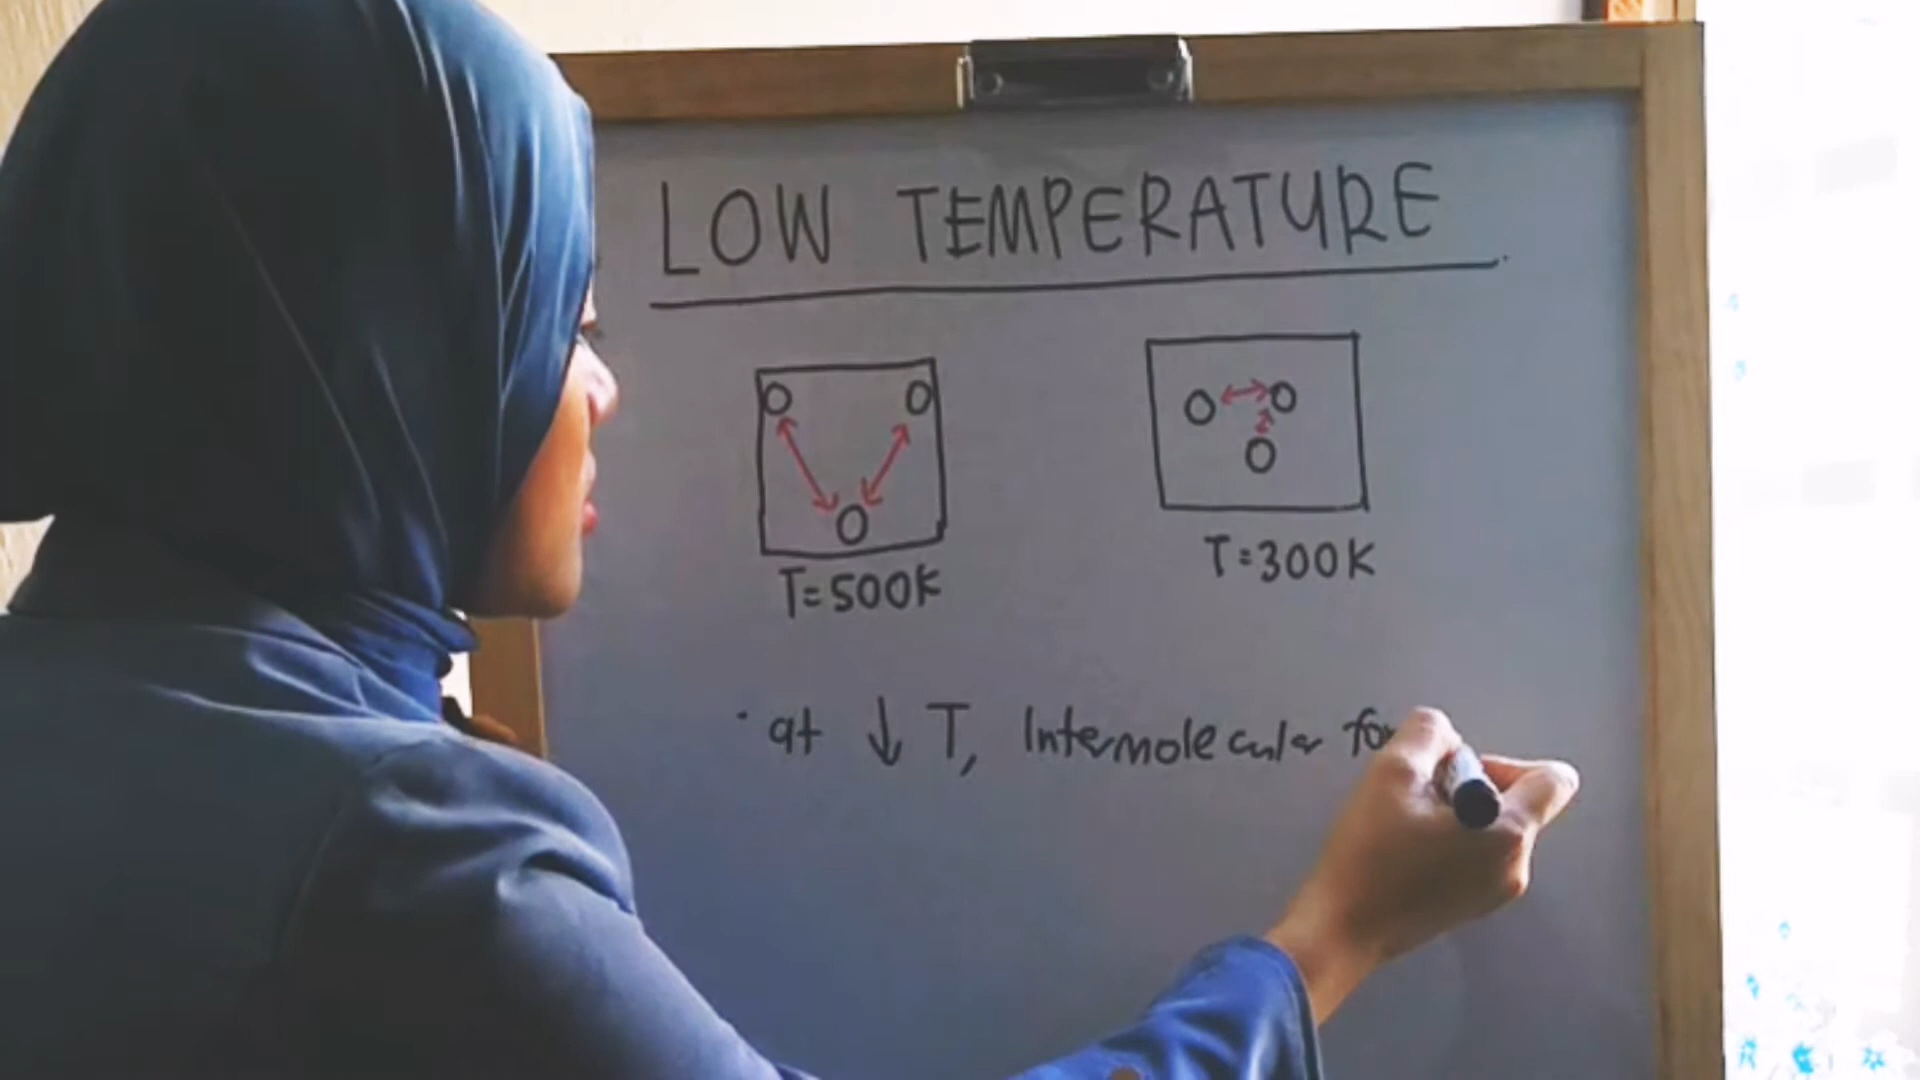 LOW TEMPERATURE
T=500K
T=300K
· at ↓ T, Intermolecular